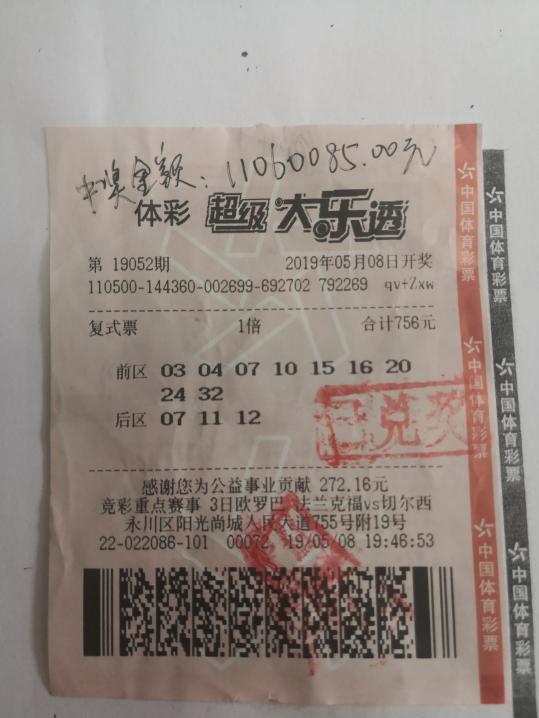 中奖金额：11060085.00元
体彩 超级大乐透
第 19052期 2019年05月08日开奖
110500-144360-002699-692702 792269 qv+Zxw
复式票 1倍 合计756元
前区 03 04 07 10 15 16 20
24 32
后区 07 11 12
已兑奖
感谢您为公益事业贡献 272.16元
竞彩重点赛事 3日欧罗巴 法兰克福vs切尔西
永川区阳光尚城人民大道755号附19号
22-022086-101 00072 19/05/08 19:46:53
中国体育彩票
中国体育彩票
中国体育彩票
中国体育彩票
中国体育彩票
中国体育彩票